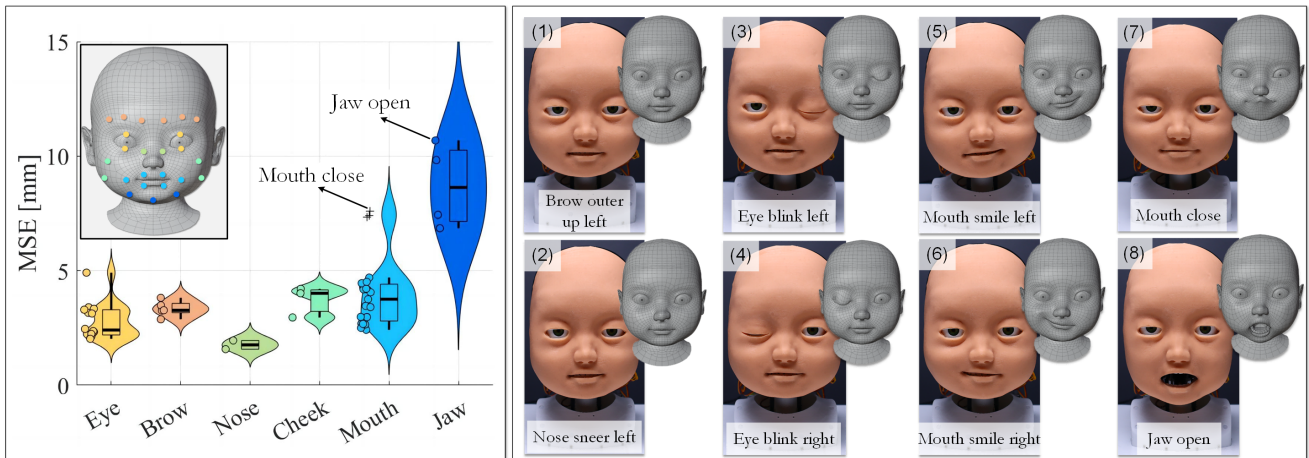 15
10
5
0
MSE [mm]
Jaw open
Mouth close
Eye
Brow
Nose
Cheek
Mouth
Jaw
(1)
Brow outer
up left
(3)
Eye blink left
(5)
Mouth smile left
(7)
Mouth close
(2)
Nose sneer left
(4)
Eye blink right
(6)
Mouth smile right
(8)
Jaw open